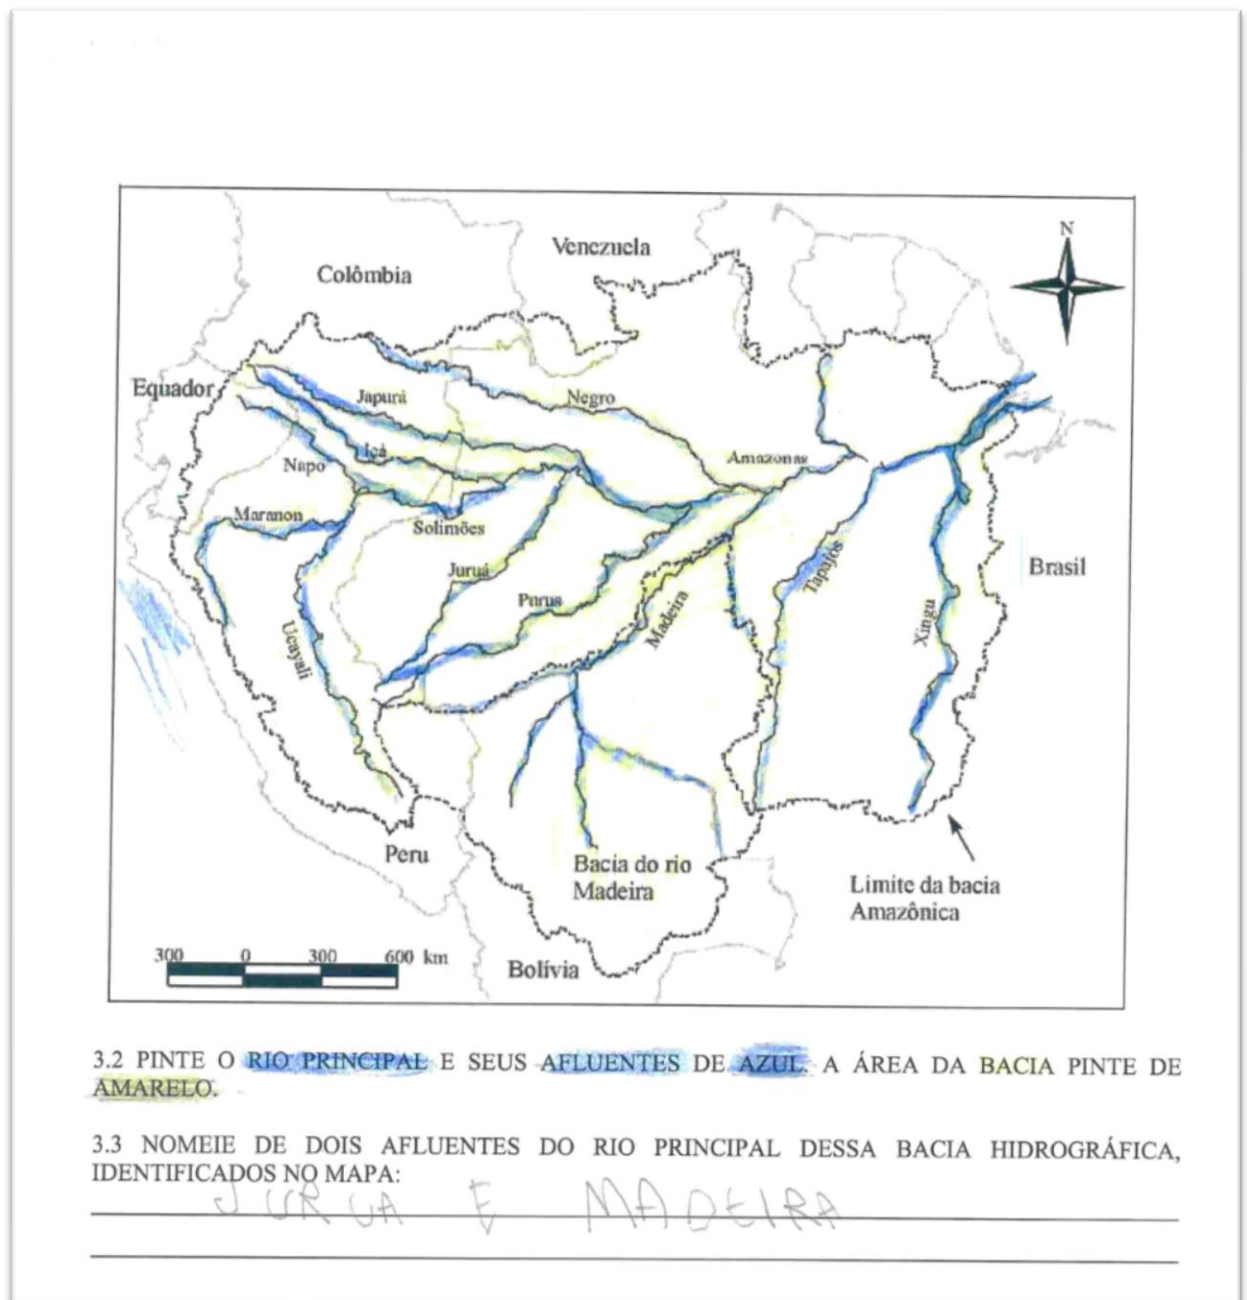 N
Venezuela
Colômbia
Equador
Japurá
Negro
Içá
Napo
Amazonas
Maranon
Solimões
Juruá
Purus
Madeira
Tapajós
Xingu
Brasil
Ucayali
Peru
Bacia do rio
Madeira
Limite da bacia
Amazônica
300 0 300 600 km
Bolívia
3.2 PINTE O RIO PRINCIPAL E SEUS AFLUENTES DE AZUL. A ÁREA DA BACIA PINTE DE
AMARELO.
3.3 NOMEIE DE DOIS AFLUENTES DO RIO PRINCIPAL DESSA BACIA HIDROGRÁFICA,
IDENTIFICADOS NO MAPA:
JURUA E MADEIRA